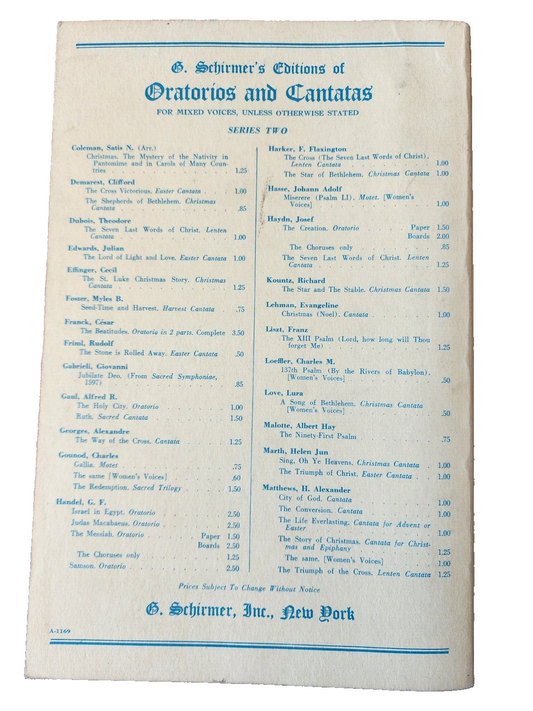 G. Schirmer's Editions of
Oratorios and Cantatas
FOR MIXED VOICES, UNLESS OTHERWISE STATED
SERIES TWO
Coleman, Satis N. (Arr.)
Christmas. The Mystery of the Nativity in
Pantomime and in Carols of Many Coun-
tries 1.25
Demarest, Clifford
The Cross Victorious. Easter Cantata 1.00
The Shepherds of Bethlehem. Christmas
Cantata .85
Dubois, Theodore
The Seven Last Words of Christ. Lenten
Cantata 1.00
Edwards, Julian
The Lord of Light and Love. Easter Cantata 1.00
Effinger, Cecil
The St. Luke Christmas Story. Christmas
Cantata 1.25
Foster, Myles B.
Seed-Time and Harvest. Harvest Cantata .75
Franck, César
The Beatitudes. Oratorio in 2 parts. Complete 3.50
Friml, Rudolf
The Stone is Rolled Away. Easter Cantata .50
Gabrieli, Giovanni
Jubilate Deo. (From Sacred Symphoniae,
1597) .85
Gaul, Alfred R.
The Holy City. Oratorio 1.00
Ruth. Sacred Cantata 1.50
Georges, Alexandre
The Way of the Cross. Cantata 1.25
Gounod, Charles
Gallia. Motet .75
The same [Women's Voices] .60
The Redemption. Sacred Trilogy 1.50
Handel, G. F.
Israel in Egypt. Oratorio 2.50
Judas Macabaeus. Oratorio 2.50
The Messiah. Oratorio Paper 1.50
Boards 2.50
The Choruses only 1.25
Samson. Oratorio 2.50
Harker, F. Flaxington
The Cross (The Seven Last Words of Christ).
Lenten Cantata 1.00
The Star of Bethlehem. Christmas Cantata 1.00
Hasse, Johann Adolf
Miserere (Psalm LI). Motet. [Women's
Voices] 1.00
Haydn, Josef
The Creation. Oratorio Paper 1.50
Boards 2.00
The Choruses only .85
The Seven Last Words of Christ. Lenten
Cantata 1.25
Kountz, Richard
The Star and The Stable. Christmas Cantata 1.50
Lehman, Evangeline
Christmas (Noel). Cantata 1.00
Liszt, Franz
The XIII Psalm (Lord, how long will Thou
forget Me) 1.25
Loeffler, Charles M.
137th Psalm (By the Rivers of Babylon).
[Women's Voices] .50
Love, Lura
A Song of Bethlehem. Christmas Cantata
[Women's Voices] .50
Malotte, Albert Hay
The Ninety-First Psalm .75
Marth, Helen Jun
Sing, Oh Ye Heavens. Christmas Cantata 1.00
The Triumph of Christ. Easter Cantata 1.00
Matthews, H. Alexander
City of God. Cantata 1.00
The Conversion. Cantata 1.00
The Life Everlasting. Cantata for Advent or
Easter 1.00
The Story of Christmas. Cantata for Christ-
mas and Epiphany 1.25
The same. [Women's Voices] 1.00
The Triumph of the Cross. Lenten Cantata 1.25
Prices Subject To Change Without Notice
G. Schirmer, Inc., New York
A-1169